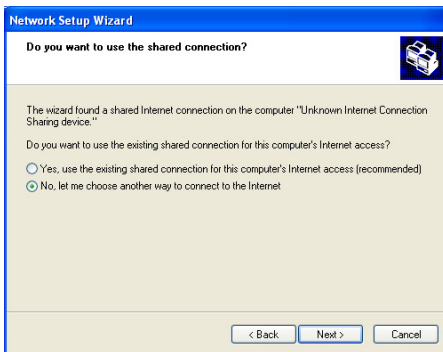 Network Setup Wizard
Do you want to use the shared connection?
The wizard found a shared Internet connection on the computer "Unknown Internet Connection
Sharing device."
Do you want to use the existing shared connection for this computer's Internet access?
Yes, use the existing shared connection for this computer's Internet access (recommended)
No, let me choose another way to connect to the Internet
< Back Next > Cancel